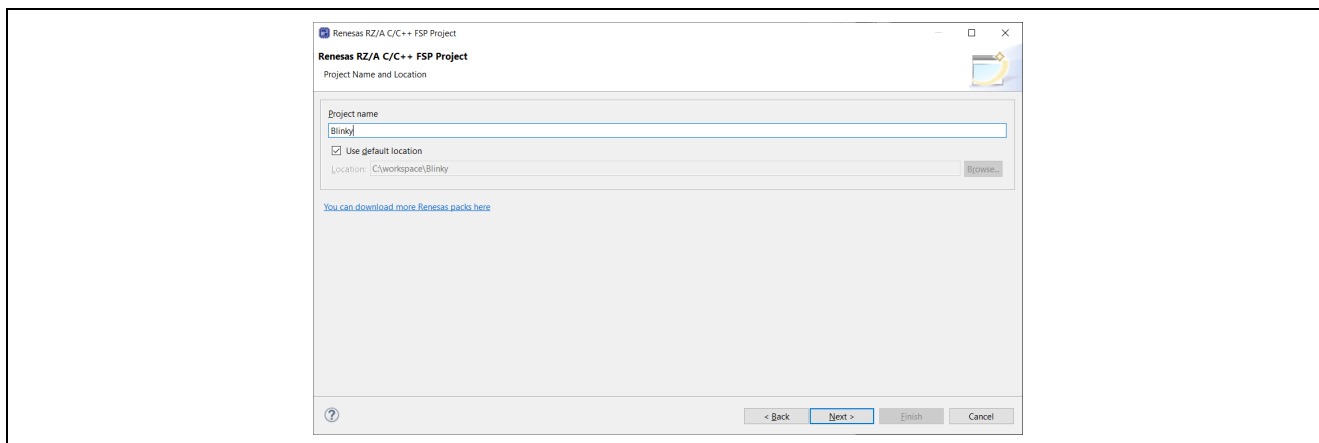 Renesas RZ/A C/C++ FSP Project
Renesas RZ/A C/C++ FSP Project
Project Name and Location
Project name
Blinky
Use default location
Location: C:\workspace\Blinky Browse...
You can download more Renesas packs here
? < Back Next > Finish Cancel